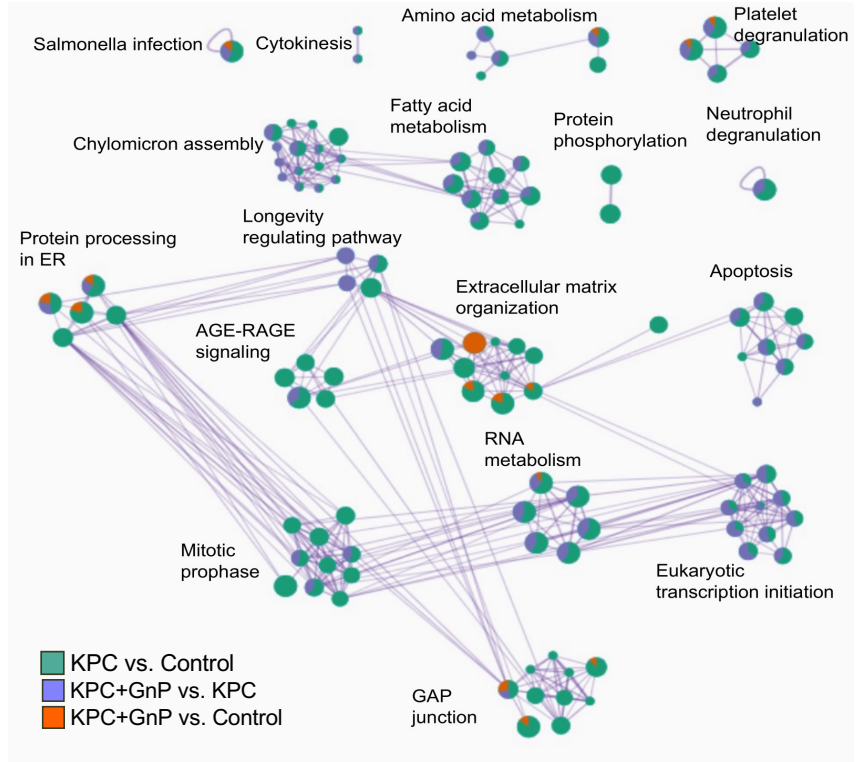 Amino acid metabolism
Platelet
degranulation
Salmonella infection
Cytokinesis
Fatty acid
metabolism
Protein
phosphorylation
Neutrophil
degranulation
Chylomicron assembly
Longevity
regulating pathway
Protein processing
in ER
Extracellular matrix
organization
Apoptosis
AGE-RAGE
signaling
RNA
metabolism
Mitotic
prophase
Eukaryotic
transcription initiation
KPC vs. Control
KPC+GnP vs. KPC
KPC+GnP vs. Control
GAP
junction